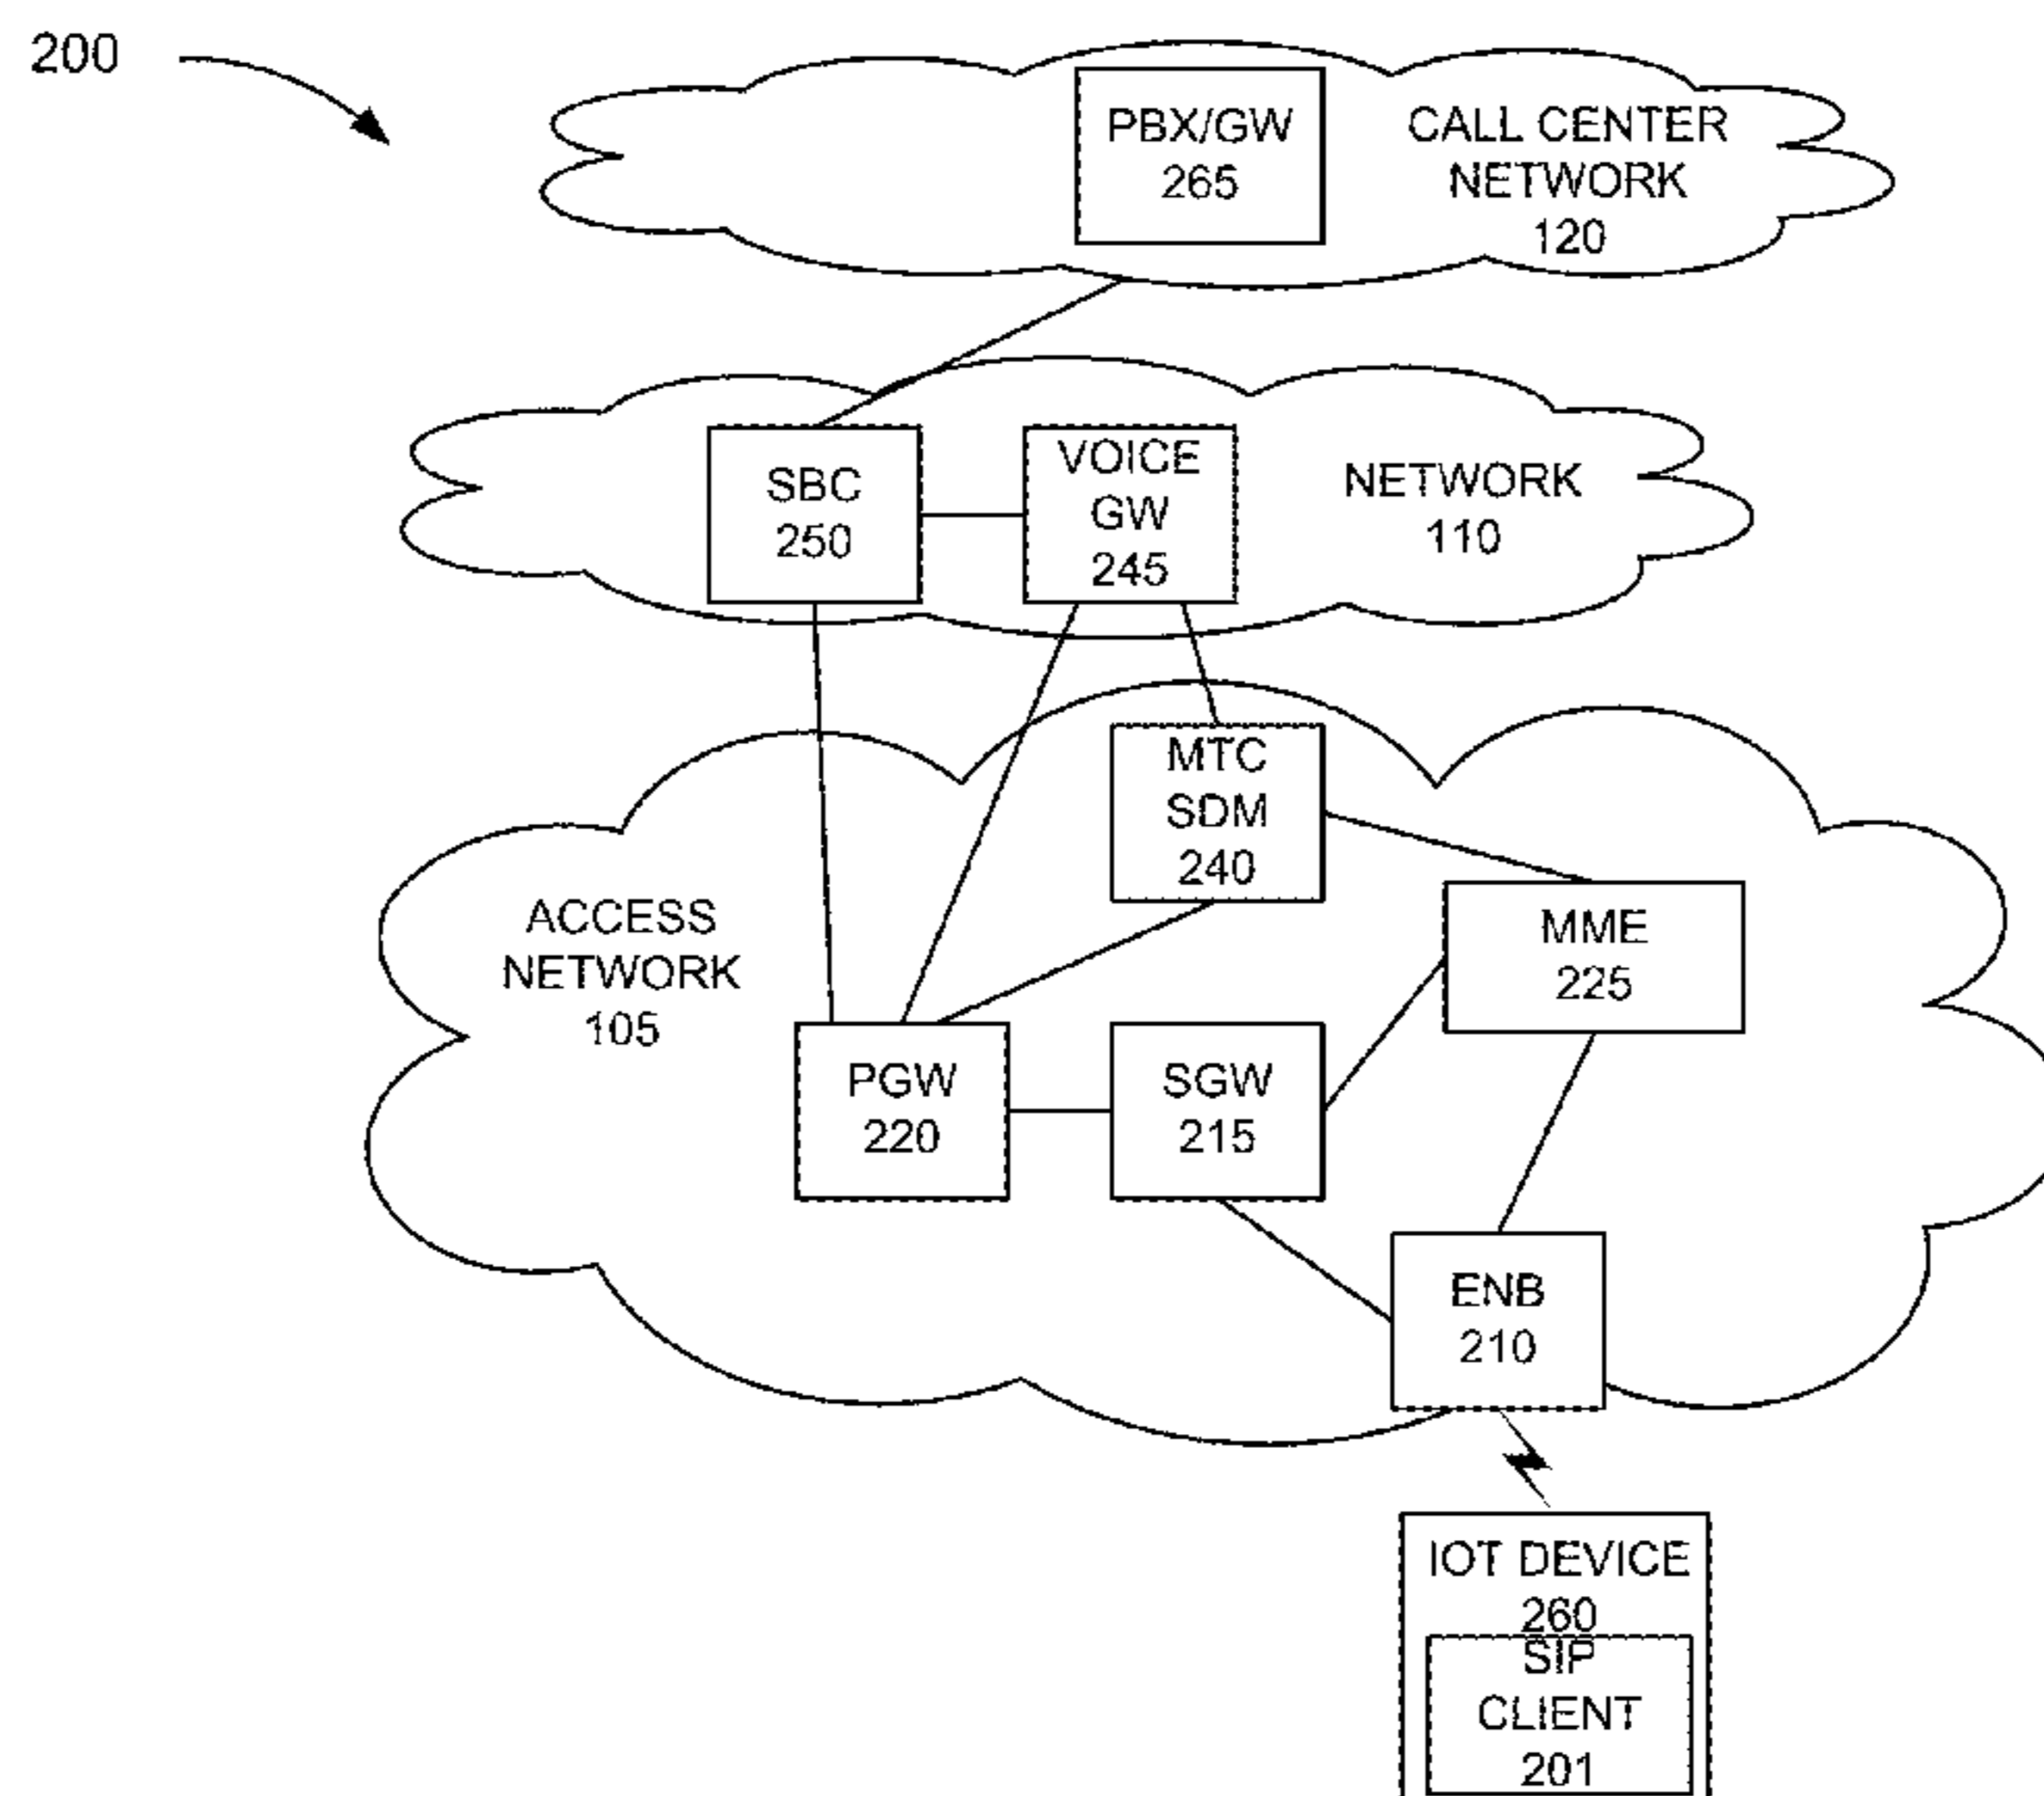 200
PBX/GW
265
CALL CENTER
NETWORK
120
SBC
250
VOICE
GW
245
NETWORK
110
MTC
SDM
240
ACCESS
NETWORK
105
MME
225
PGW
220
SGW
215
ENB
210
IOT DEVICE
260
SIP
CLIENT
201